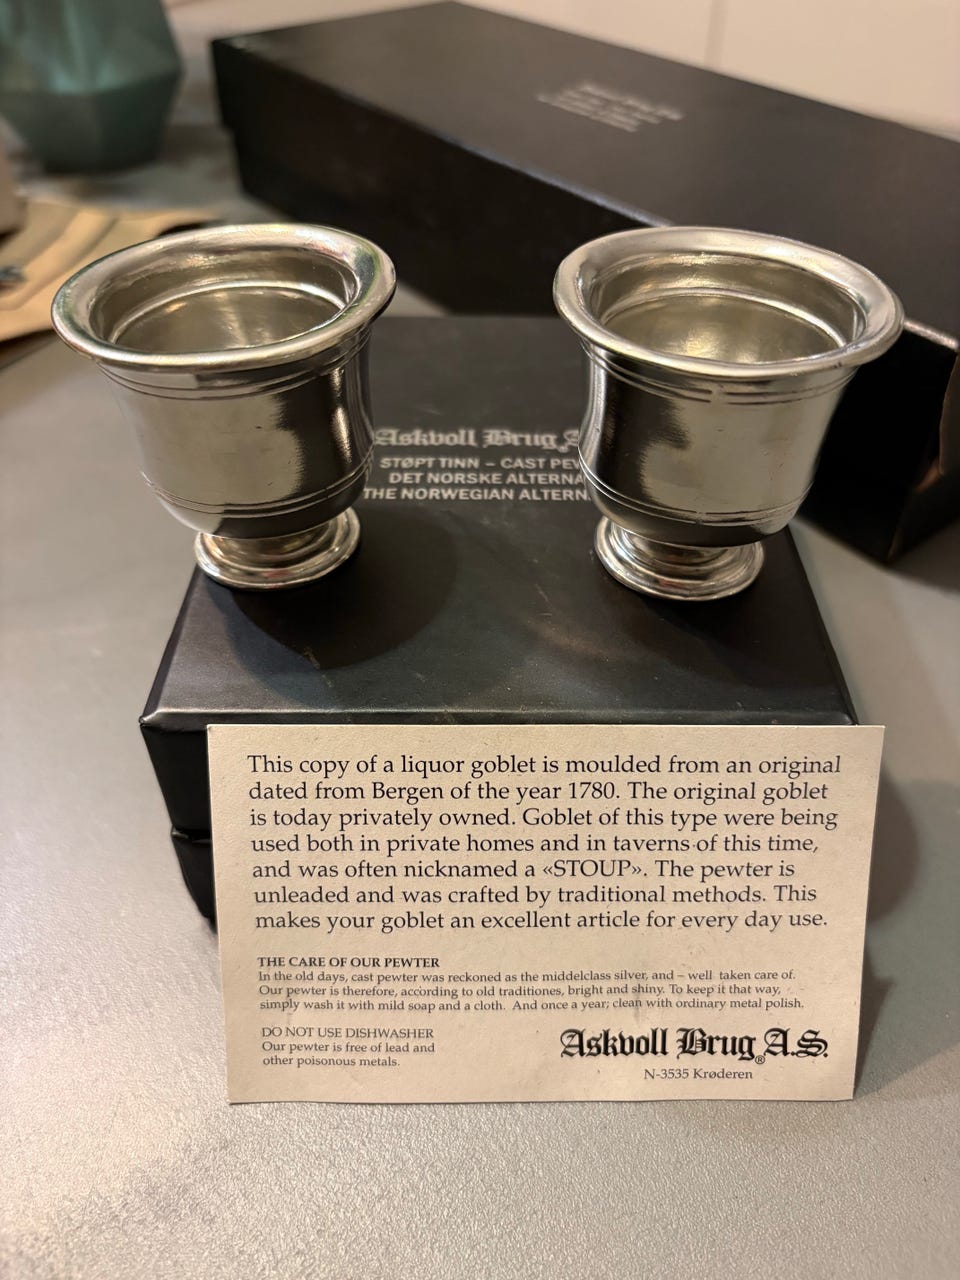 Askvoll Brug
STØPT TINN – CAST
DET NORSKE
THE NORWEGIAN
This copy of a liquor goblet is moulded from an original
dated from Bergen of the year 1780. The original goblet
is today privately owned. Goblet of this type were being
used both in private homes and in taverns of this time,
and was often nicknamed a «STOUP». The pewter is
unleaded and was crafted by traditional methods. This
makes your goblet an excellent article for every day use.
THE CARE OF OUR PEWTER
In the old days, cast pewter was reckoned as the middelclass silver, and – well taken care of.
Our pewter is therefore, according to old traditiones, bright and shiny. To keep it that way,
simply wash it with mild soap and a cloth. And once a year; clean with ordinary metal polish.
DO NOT USE DISHWASHER
Our pewter is free of lead and
other poisonous metals.
Askvoll Brug® A.S.
N-3535 Krøderen